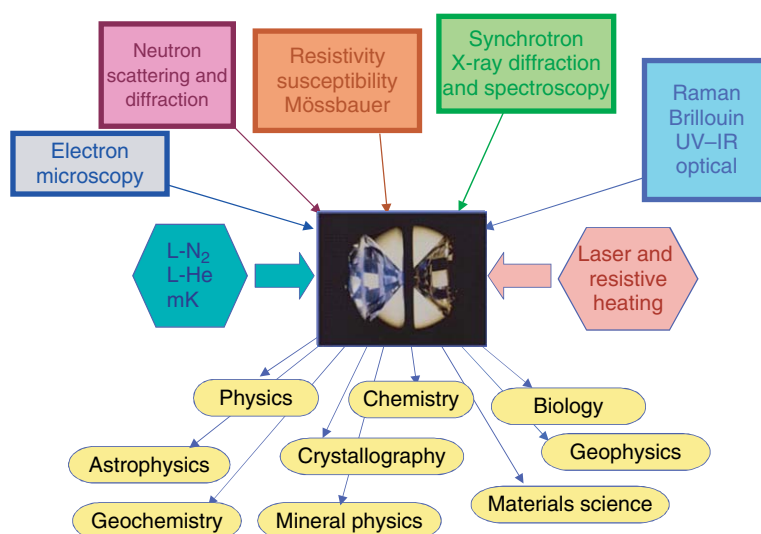 Neutron
scattering and
diffraction
Resistivity
susceptibility
Mössbauer
Synchrotron
X-ray diffraction
and spectroscopy
Raman
Brillouin
UV–IR
optical
Electron
microscopy
L-N₂
L-He
mK
Laser and
resistive
heating
Physics
Chemistry
Biology
Astrophysics
Crystallography
Geophysics
Geochemistry
Mineral physics
Materials science